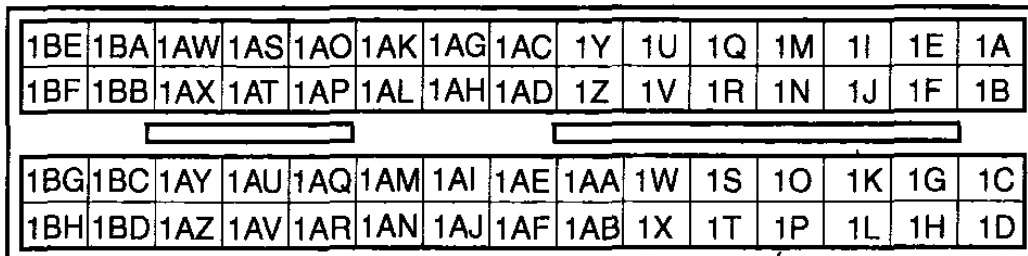 1BE 1BA 1AW 1AS 1AO 1AK 1AG 1AC 1Y 1U 1Q 1M 1I 1E 1A
1BF 1BB 1AX 1AT 1AP 1AL 1AH 1AD 1Z 1V 1R 1N 1J 1F 1B
1BG 1BC 1AY 1AU 1AQ 1AM 1AI 1AE 1AA 1W 1S 1O 1K 1G 1C
1BH 1BD 1AZ 1AV 1AR 1AN 1AJ 1AF 1AB 1X 1T 1P 1L 1H 1D